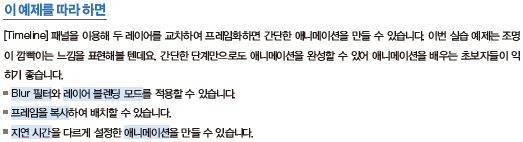 이 예제를 따라 하면
[Timeline] 패널을 이용해 두 레이어를 교차하여 프레임화하면 간단한 애니메이션을 만들 수 있습니다. 이번 실습 예제는 조명
이 깜빡이는 느낌을 표현해볼 텐데요. 간단한 단계만으로도 애니메이션을 완성할 수 있어 애니메이션을 배우는 초보자들이 익
히기 좋습니다.
■ Blur 필터와 레이어 블렌딩 모드를 적용할 수 있습니다.
■ 프레임을 복사하여 배치할 수 있습니다.
■ 지연 시간을 다르게 설정한 애니메이션을 만들 수 있습니다.